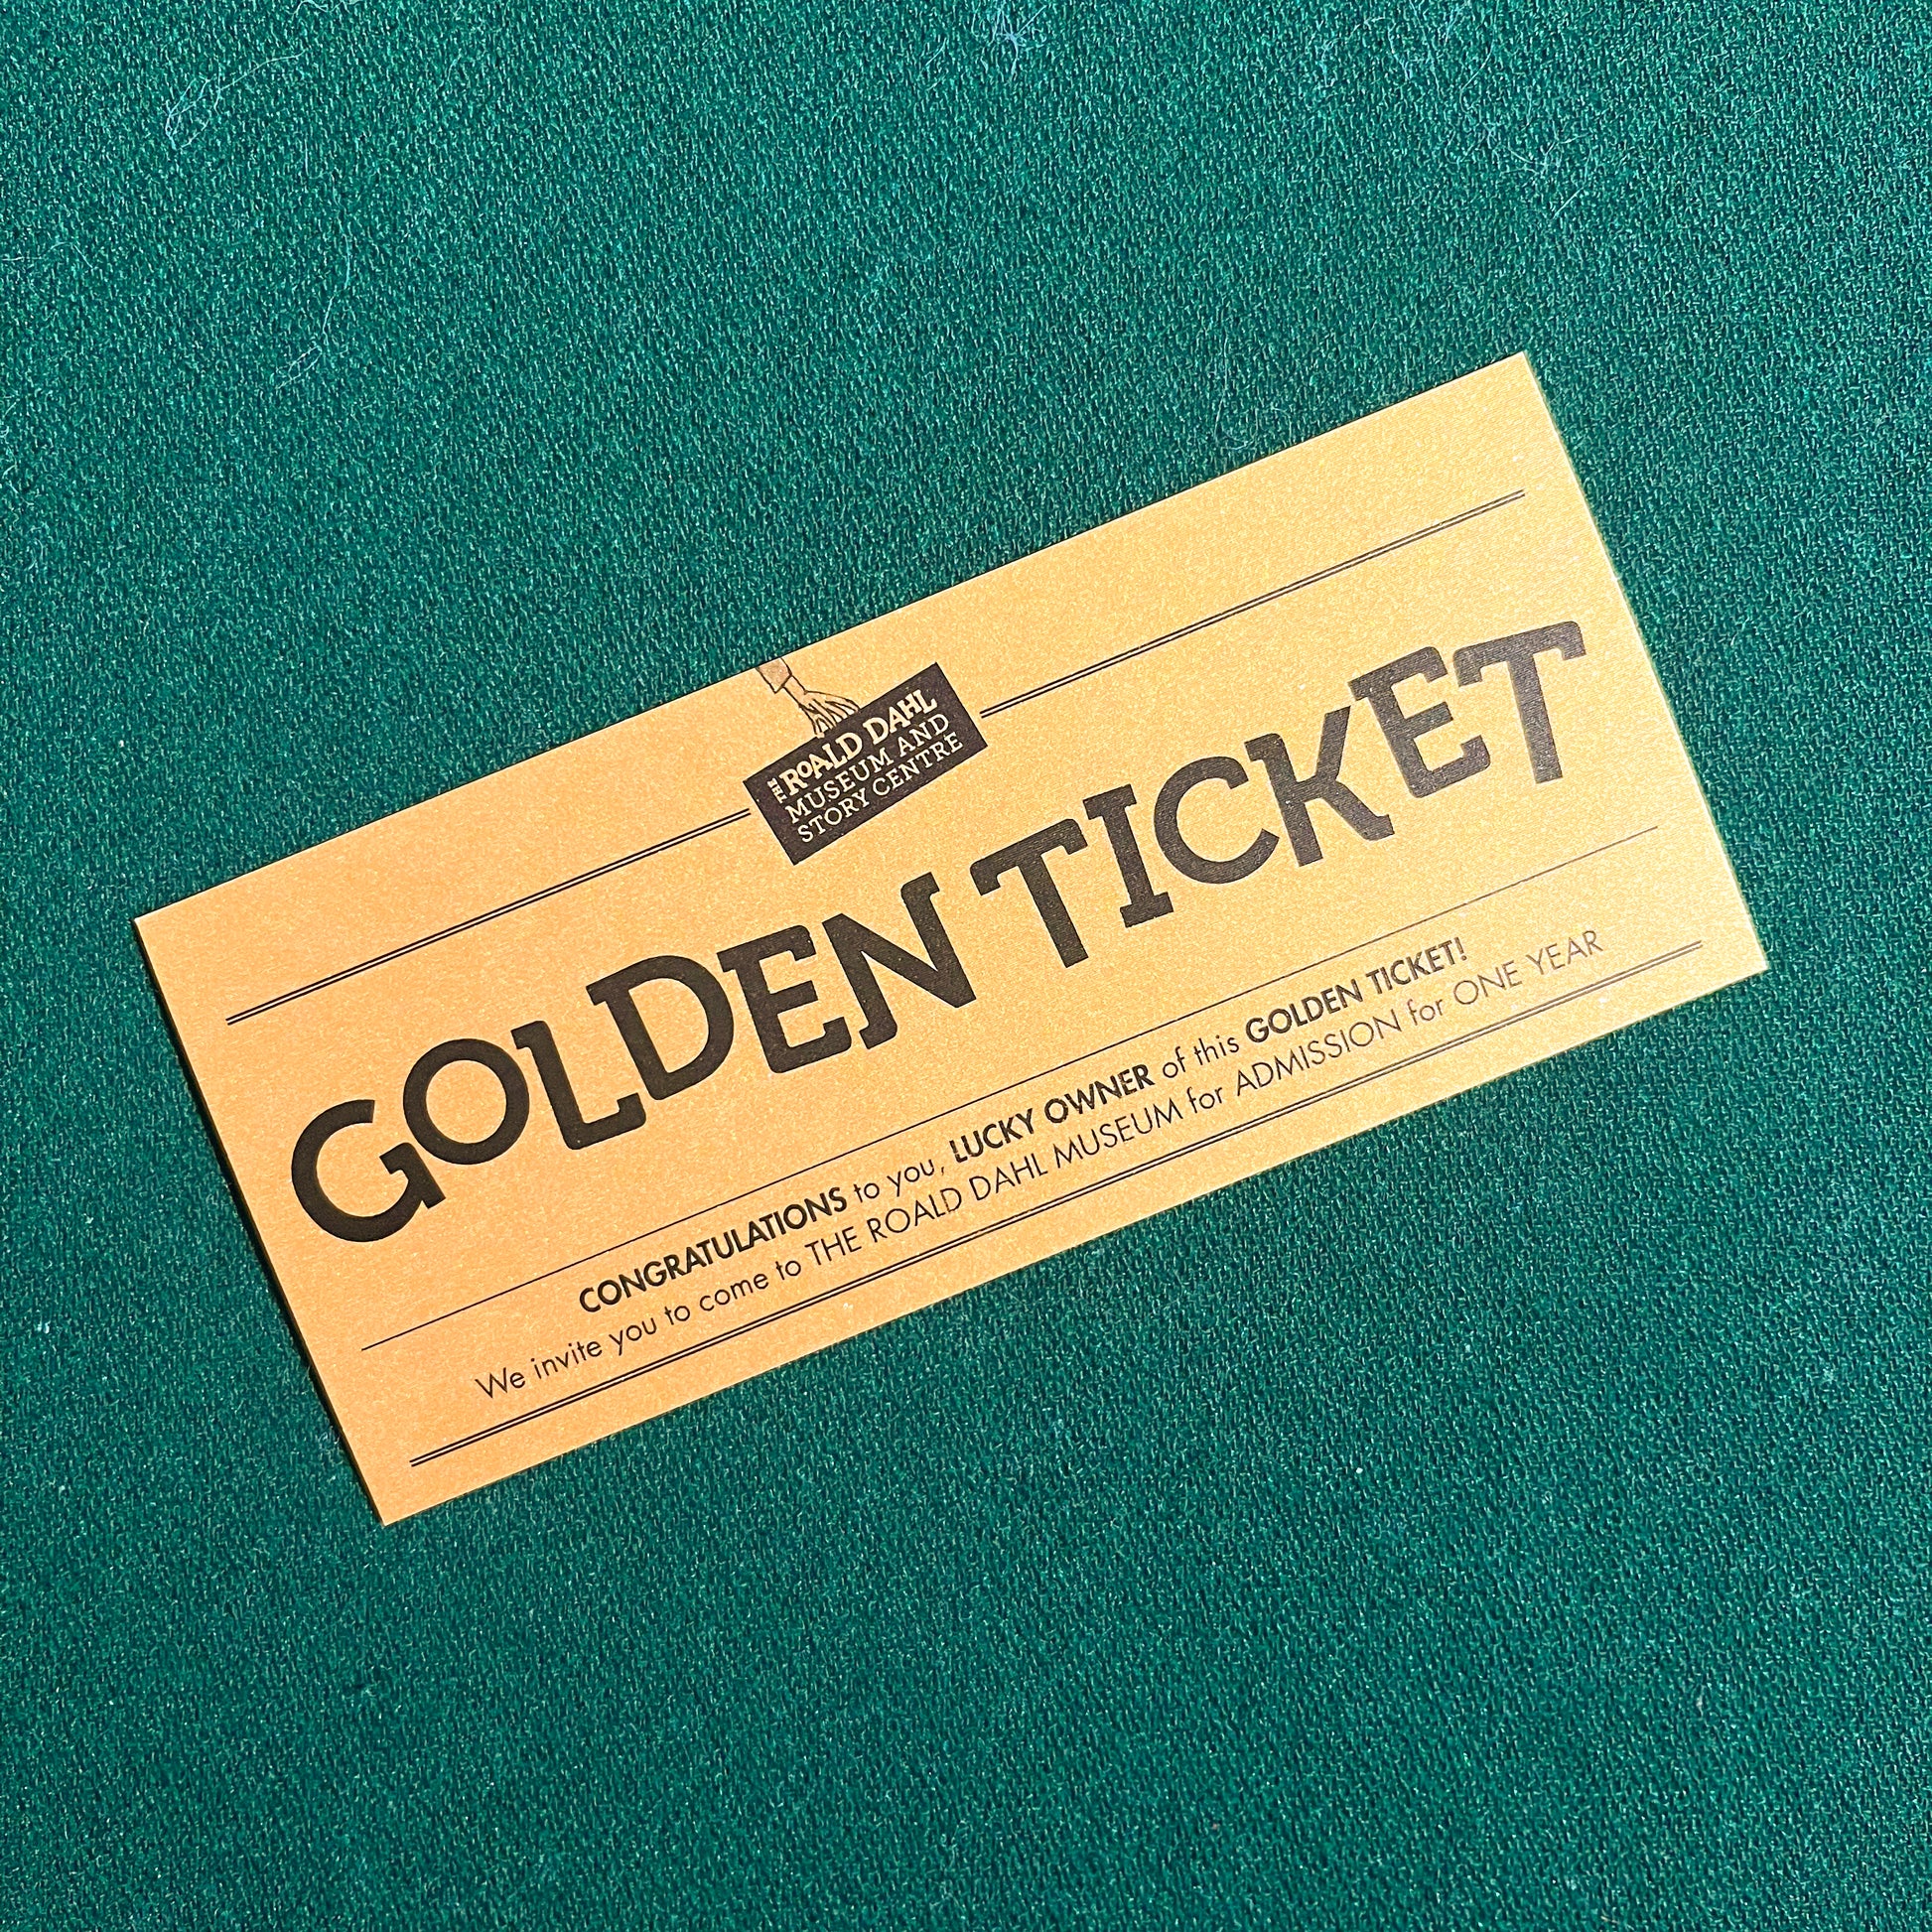 THE ROALD DAHL
MUSEUM AND
STORY CENTRE
GOLDEN TICKET
CONGRATULATIONS to you, LUCKY OWNER of this GOLDEN TICKET!
We invite you to come to THE ROALD DAHL MUSEUM for ADMISSION for ONE YEAR